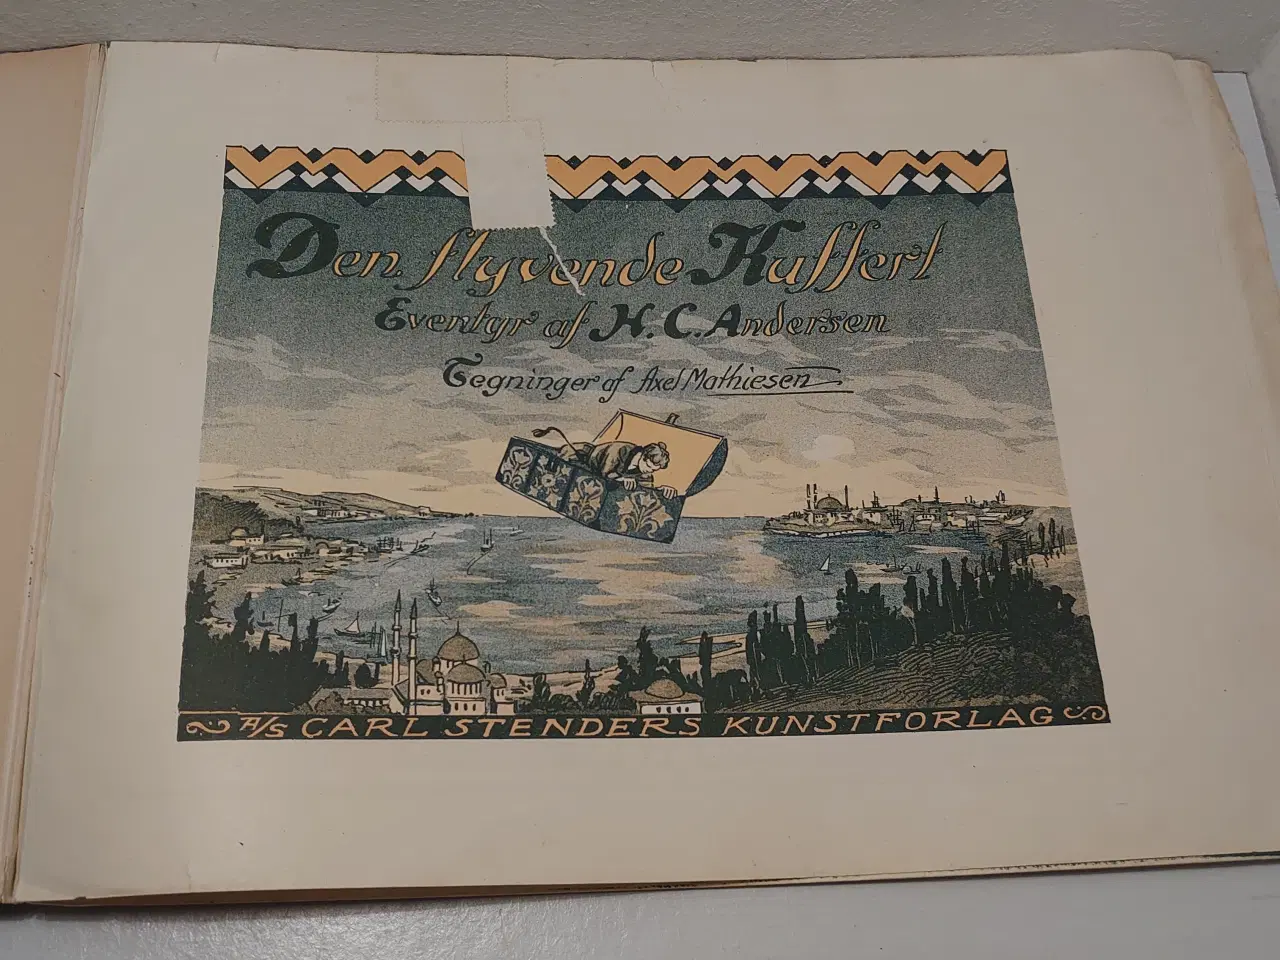 Den flyvende Kuffert
Eventyr af H. C. Andersen
Tegninger af Axel Mathiesen
A/S CARL STENDERS KUNSTFORLAG